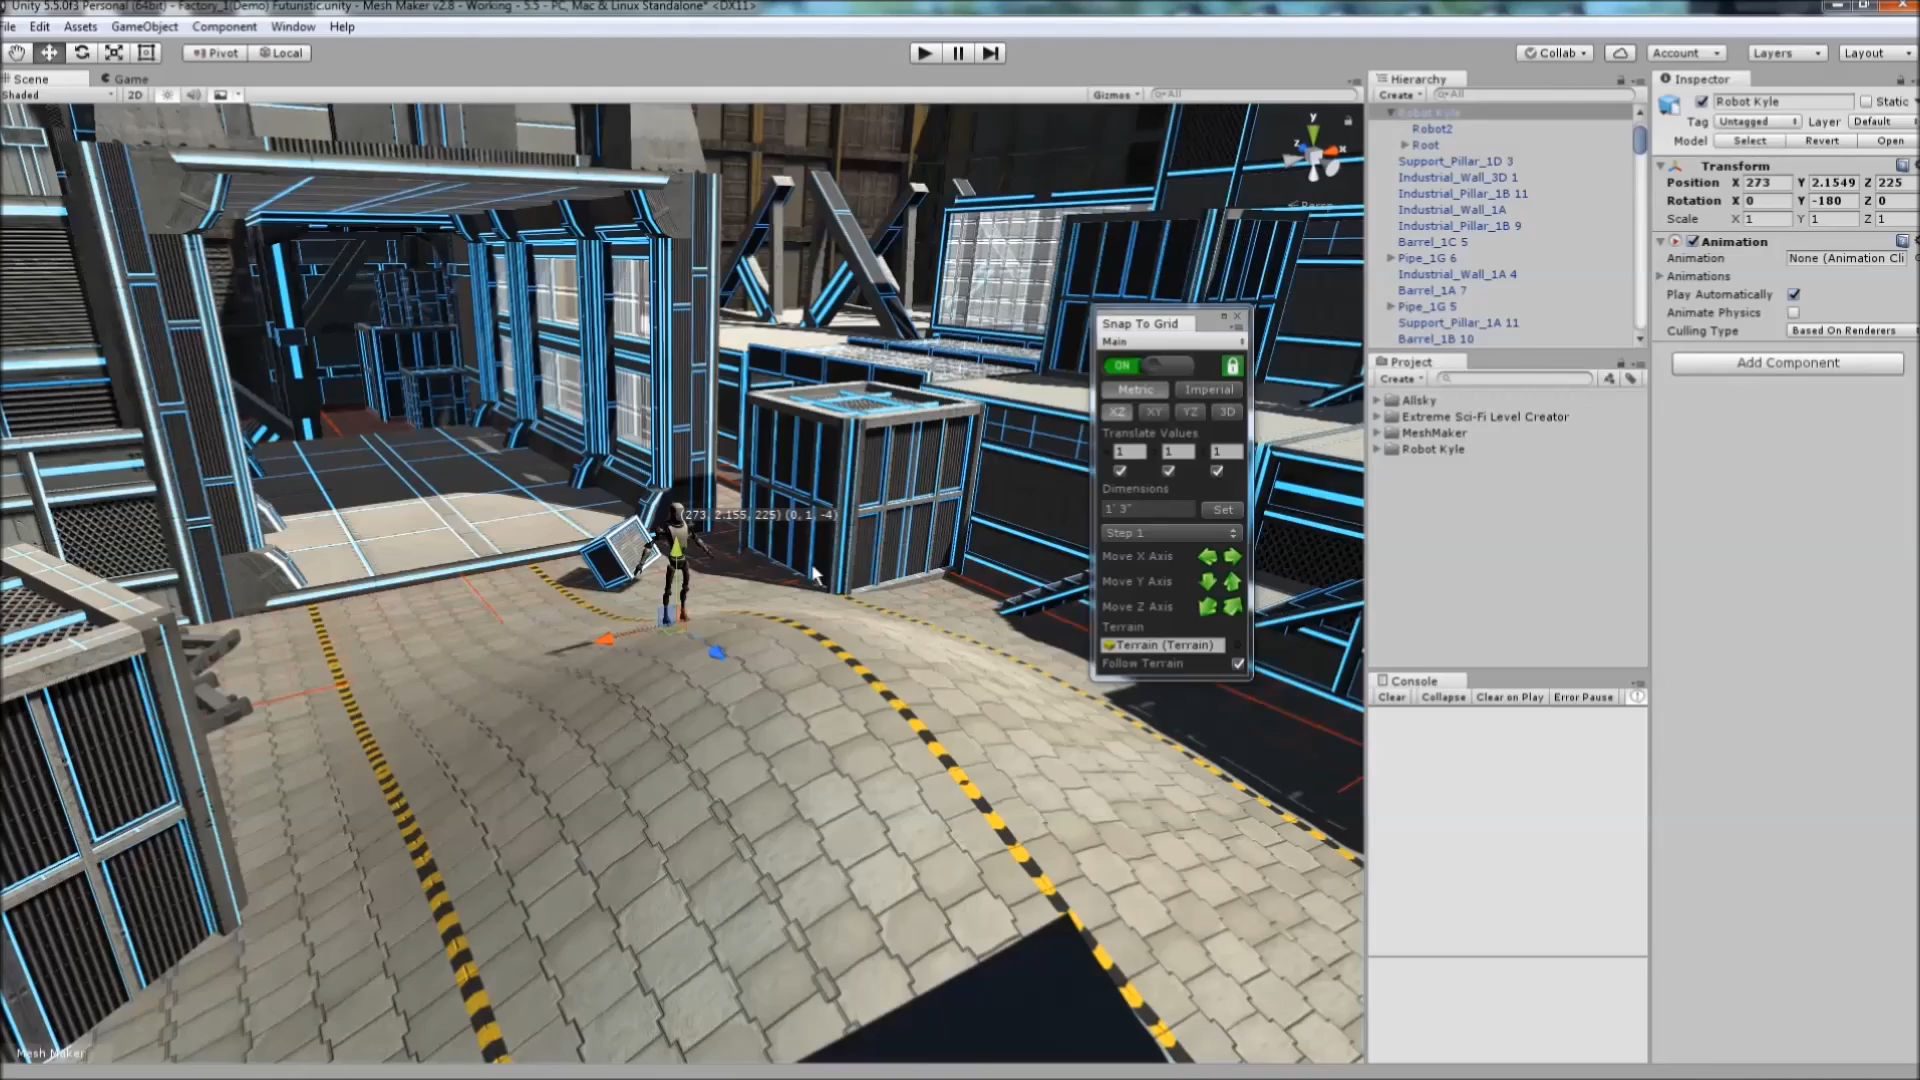 Unity 5.5.0f3 Personal (64bit) - Factory_1(Demo) Futuristic.unity - Mesh Maker v2.8 - Working - 5.5 - PC, Mac & Linux Standalone* <DX11>
File Edit Assets GameObject Component Window Help
Pivot Local
Collab Account Layers Layout
Scene Game
Shaded 2D Gizmos All
y
z x
Persp
(273, 2.155, 225) (0, 1, -4)
Mesh Maker
Snap To Grid
Main
ON
Metric Imperial
XZ XY YZ 3D
Translate Values
1 1 1
Dimensions
1' 3" Set
Step 1
Move X Axis
Move Y Axis
Move Z Axis
Terrain
Terrain (Terrain)
Follow Terrain
Hierarchy
Create All
Robot Kyle
Robot2
Root
Support_Pillar_1D 3
Industrial_Wall_3D 1
Industrial_Pillar_1B 11
Industrial_Wall_1A
Industrial_Pillar_1B 9
Barrel_1C 5
Pipe_1G 6
Industrial_Wall_1A 4
Barrel_1A 7
Pipe_1G 5
Support_Pillar_1A 11
Barrel_1B 10
Project
Create
Allsky
Extreme Sci-Fi Level Creator
MeshMaker
Robot Kyle
Console
Clear Collapse Clear on Play Error Pause
Inspector
Robot Kyle Static
Tag Untagged Layer Default
Model Select Revert Open
Transform
Position X 273 Y 2.1549 Z 225
Rotation X 0 Y -180 Z 0
Scale X 1 Y 1 Z 1
Animation
Animation None (Animation Cli
Animations
Play Automatically
Animate Physics
Culling Type Based On Renderers
Add Component